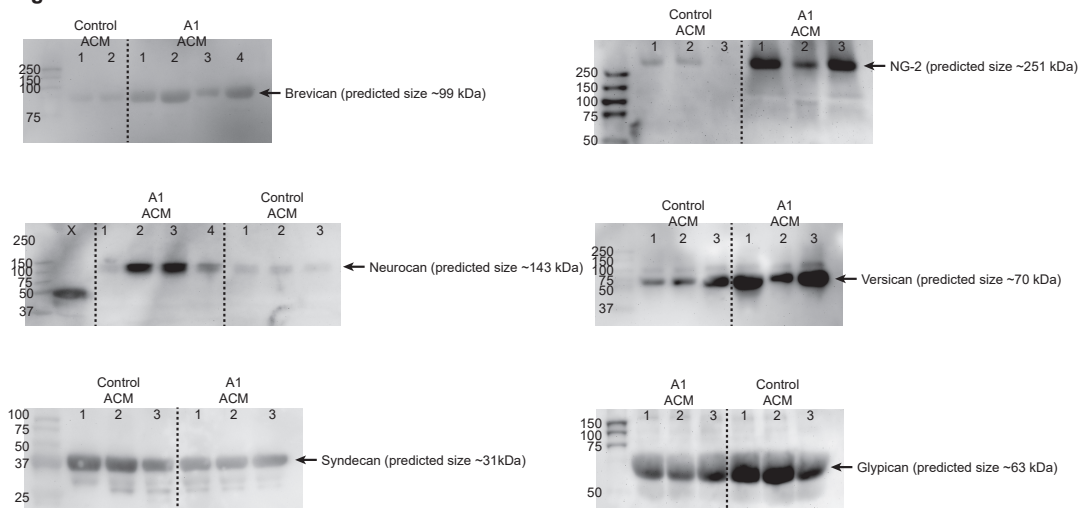 Control ACM
A1 ACM
1 2 1 2 3 4
250
150
100
75
Brevican (predicted size ~99 kDa)
Control ACM
A1 ACM
1 2 3 1 2 3
250
150
100
75
50
NG-2 (predicted size ~251 kDa)
A1 ACM
Control ACM
X 1 2 3 4 1 2 3
250
150
100
75
50
37
Neurocan (predicted size ~143 kDa)
Control ACM
A1 ACM
1 2 3 1 2 3
250
150
100
75
50
37
Versican (predicted size ~70 kDa)
Control ACM
A1 ACM
1 2 3 1 2 3
100
75
50
37
25
Syndecan (predicted size ~31kDa)
A1 ACM
Control ACM
1 2 3 1 2 3
150
100
75
50
Glypican (predicted size ~63 kDa)